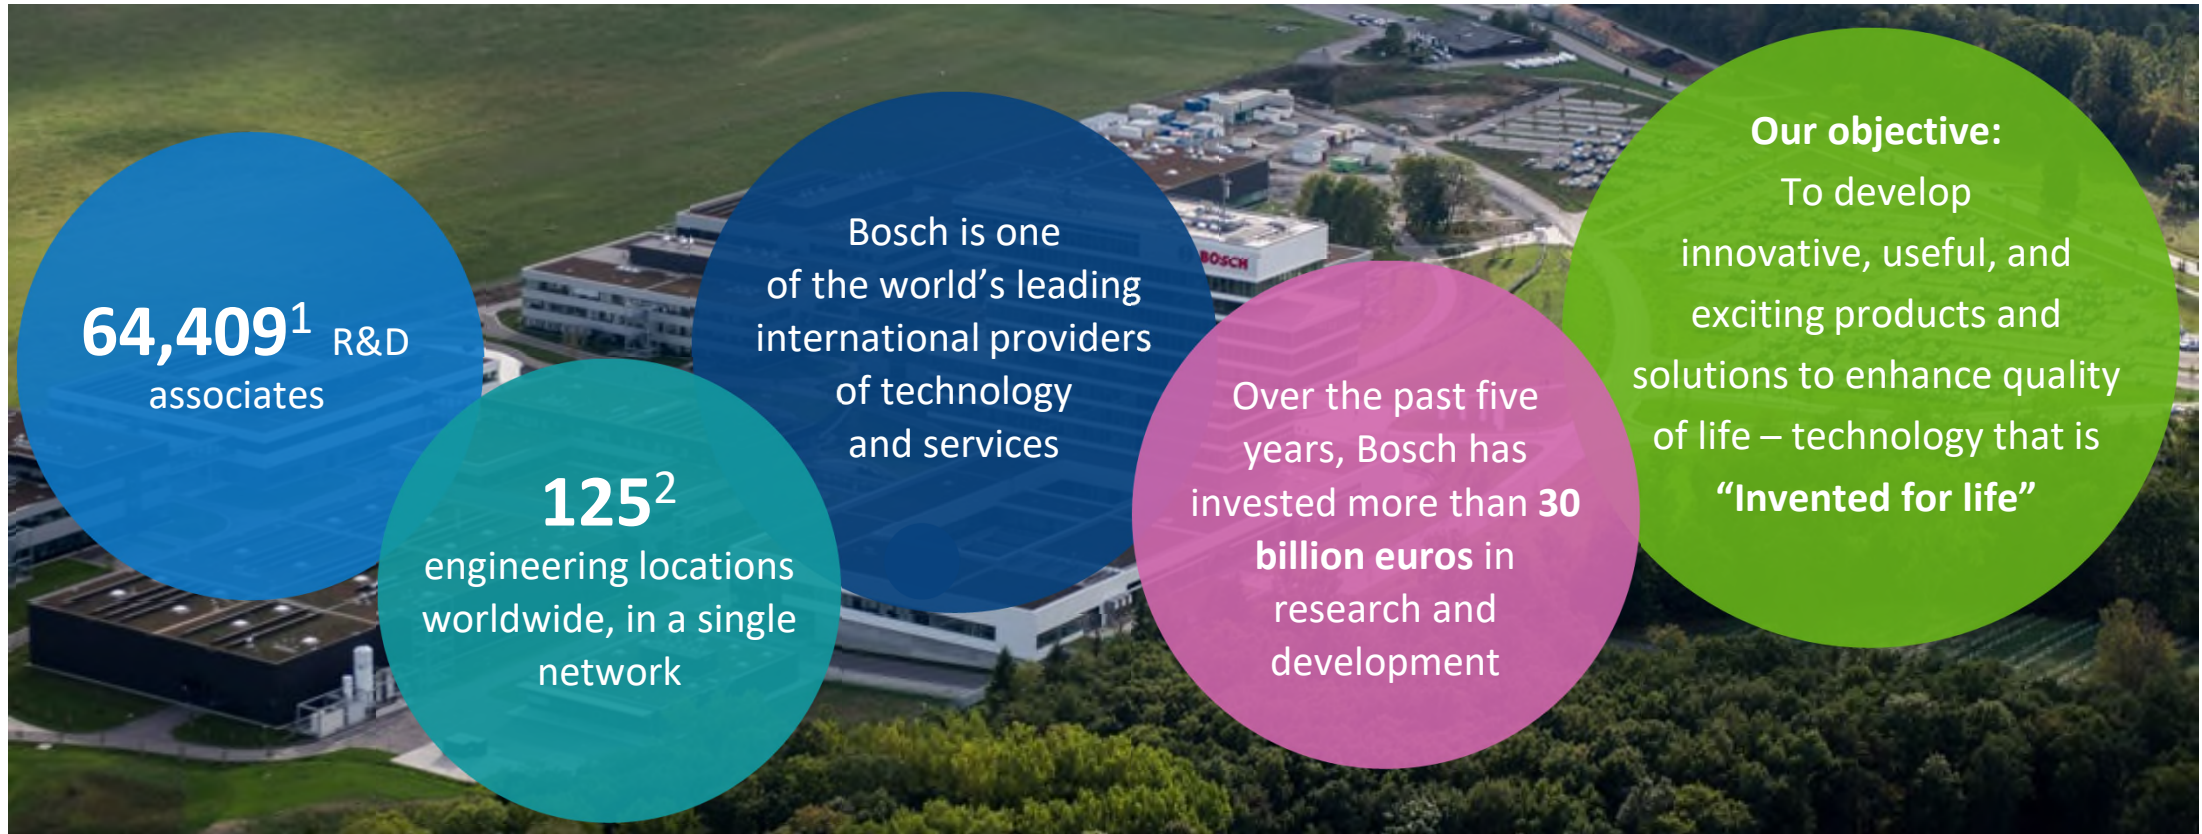 64,409¹ R&D
associates
125²
engineering locations
worldwide, in a single
network
Bosch is one
of the world’s leading
international providers
of technology
and services
BOSCH
Over the past five
years, Bosch has
invested more than 30
billion euros in
research and
development
Our objective:
To develop
innovative, useful, and
exciting products and
solutions to enhance quality
of life – technology that is
“Invented for life”